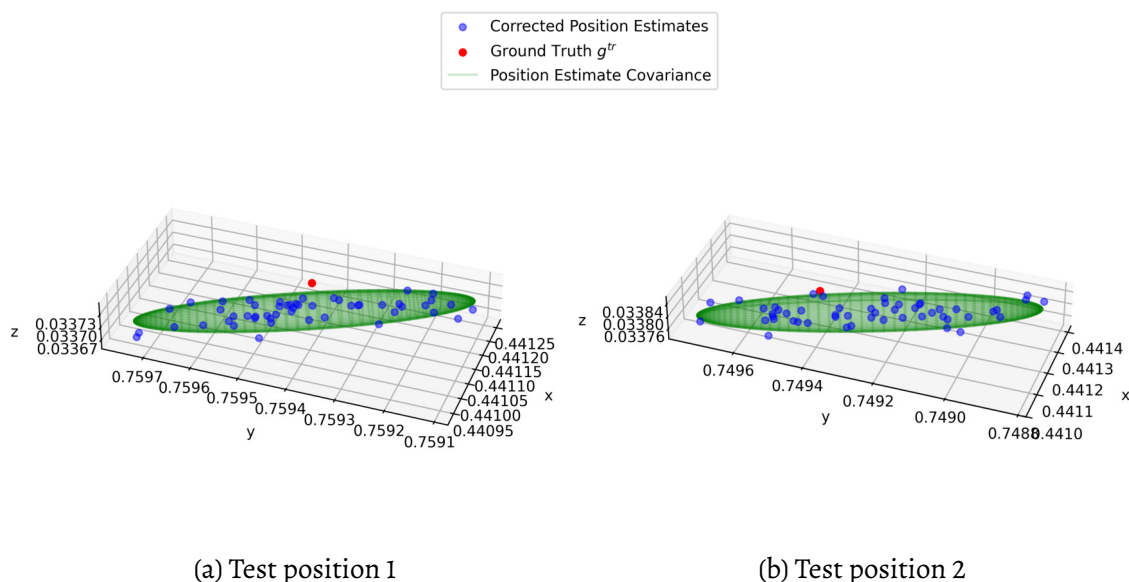 Corrected Position Estimates
Ground Truth g^{tr}
Position Estimate Covariance
z
0.03373
0.03370
0.03367
0.7597
0.7596
0.7595
0.7594
0.7593
0.7592
0.7591
y
0.44125
0.44120
0.44115
0.44110
0.44105
0.44100
0.44095
x
z
0.03384
0.03380
0.03376
0.7496
0.7494
0.7492
0.7490
0.7488
y
0.4414
0.4413
0.4412
0.4411
0.4410
x
(a) Test position 1
(b) Test position 2